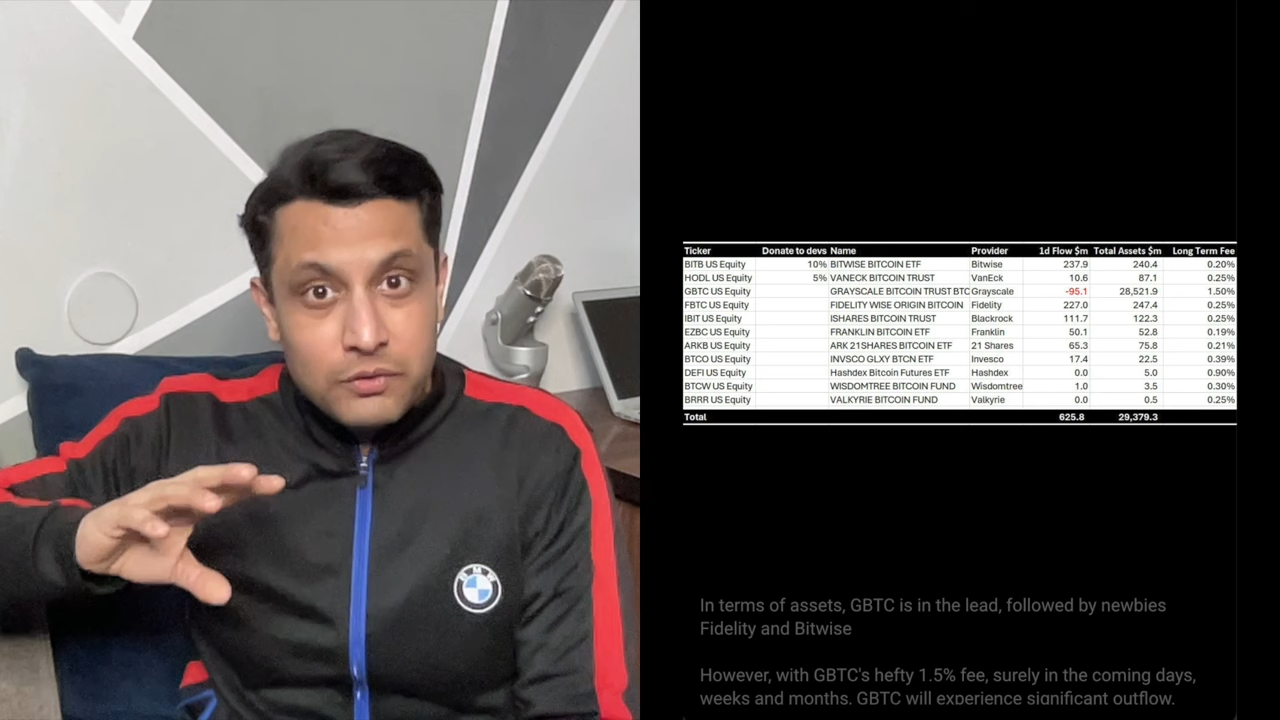 BMW
Ticker Donate to devs Name Provider 1d Flow $m Total Assets $m Long Term Fee
BITB US Equity 10% BITWISE BITCOIN ETF Bitwise 237.9 240.4 0.20%
HODL US Equity 5% VANECK BITCOIN TRUST VanEck 10.6 87.1 0.25%
GBTC US Equity GRAYSCALE BITCOIN TRUST BTC Grayscale -95.1 28,521.9 1.50%
FBTC US Equity FIDELITY WISE ORIGIN BITCOIN Fidelity 227.0 247.4 0.25%
IBIT US Equity ISHARES BITCOIN TRUST Blackrock 111.7 122.3 0.25%
EZBC US Equity FRANKLIN BITCOIN ETF Franklin 50.1 52.8 0.19%
ARKB US Equity ARK 21SHARES BITCOIN ETF 21 Shares 65.3 75.8 0.21%
BTCO US Equity INVSCO GLXY BTCN ETF Invesco 17.4 22.5 0.39%
DEFI US Equity Hashdex Bitcoin Futures ETF Hashdex 0.0 5.0 0.90%
BTCW US Equity WISDOMTREE BITCOIN FUND Wisdomtree 1.0 3.5 0.30%
BRRR US Equity VALKYRIE BITCOIN FUND Valkyrie 0.0 0.5 0.25%
Total 625.8 29,379.3
In terms of assets, GBTC is in the lead, followed by newbies
Fidelity and Bitwise
However, with GBTC's hefty 1.5% fee, surely in the coming days,
weeks and months. GBTC will experience significant outflow.